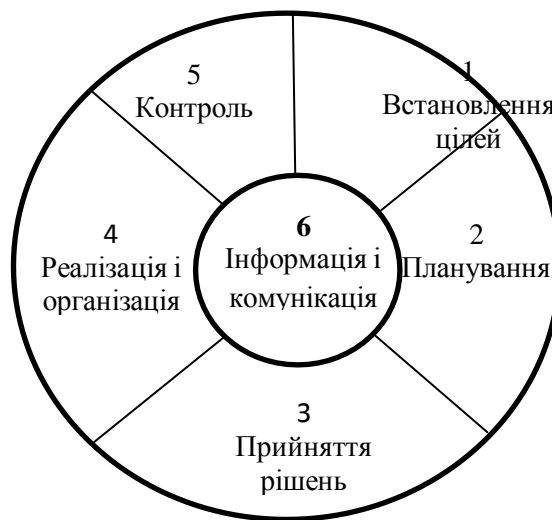 1
Встановлення
цілей
2
Планування
3
Прийняття
рішень
4
Реалізація і
організація
5
Контроль
6
Інформація і
комунікація